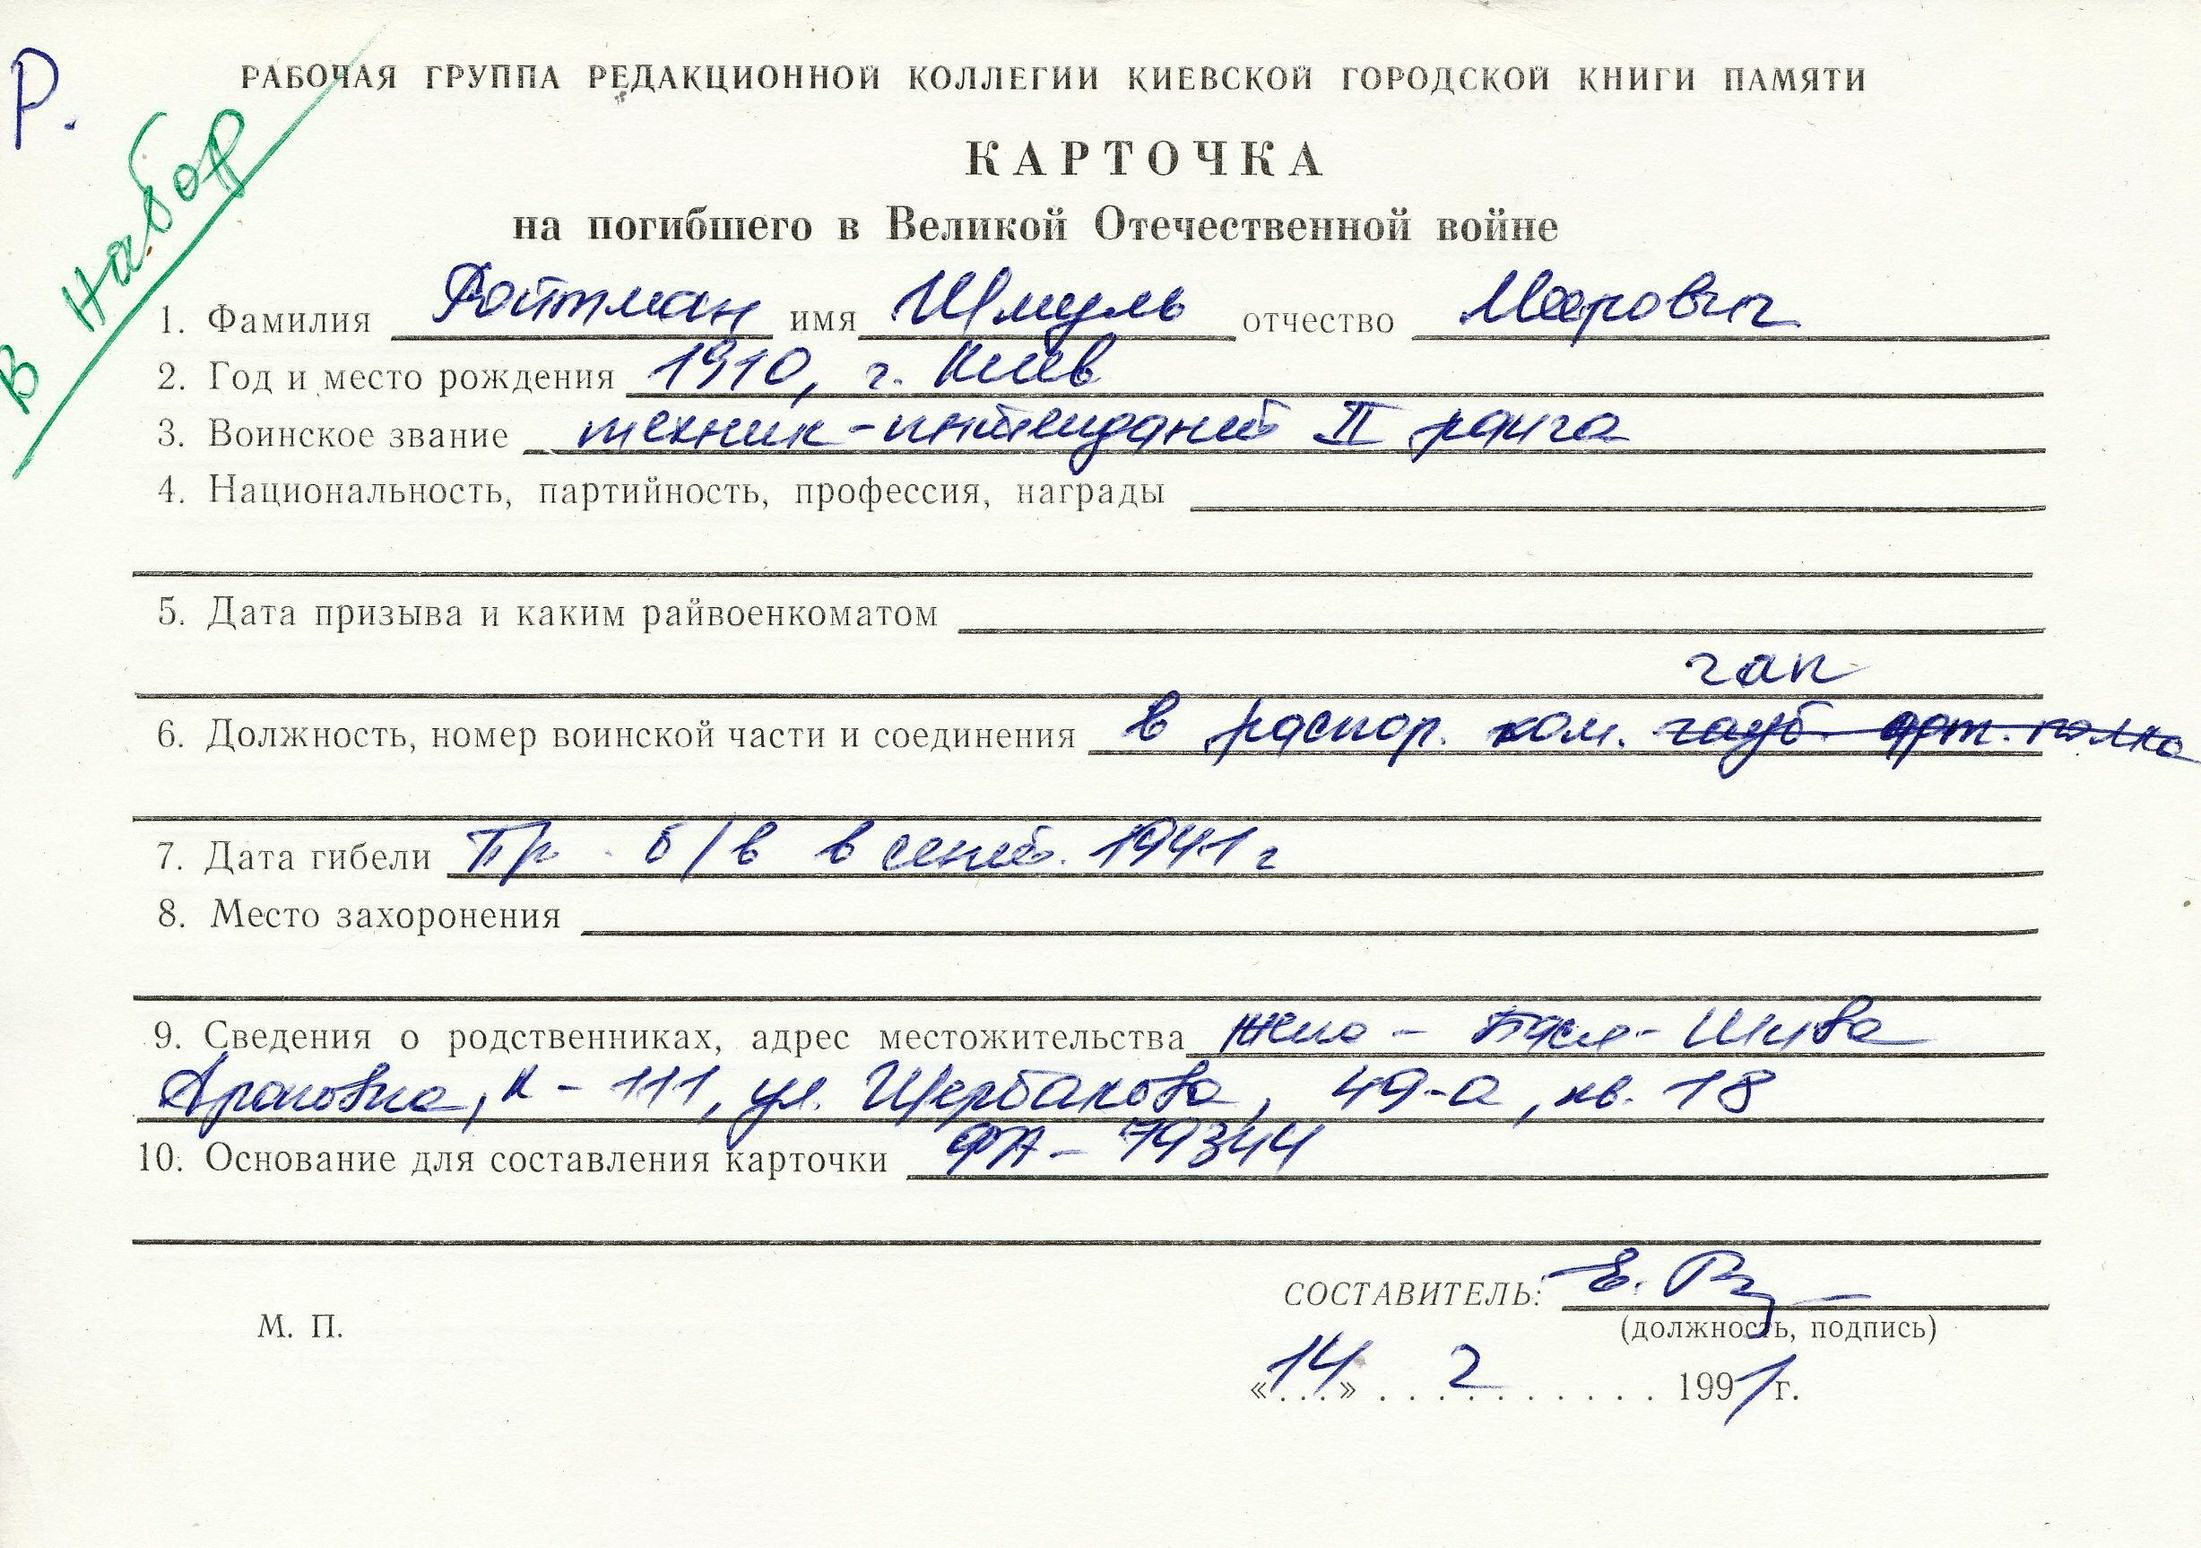 Р.
В набор
РАБОЧАЯ ГРУППА РЕДАКЦИОННОЙ КОЛЛЕГИИ КИЕВСКОЙ ГОРОДСКОЙ КНИГИ ПАМЯТИ
КАРТОЧКА
на погибшего в Великой Отечественной войне
1. Фамилия Ройтман имя Шмуль отчество Меерович
2. Год и место рождения 1910, г. Киев
3. Воинское звание техник-интендант II ранга
4. Национальность, партийность, профессия, награды
5. Дата призыва и каким райвоенкоматом
гап
6. Должность, номер воинской части и соединения в распор. ком. гауб. арт. полка
7. Дата гибели Пр. б/в в сент. 1941 г
8. Место захоронения
9. Сведения о родственниках, адрес местожительства жена - Бася-Шива
Ароновна, К-111, ул. Щербакова, 49-а, кв. 18
10. Основание для составления карточки ФА - 79344
СОСТАВИТЕЛЬ: Е.
(должность, подпись)
М. П.
«14» 2 1991 г.